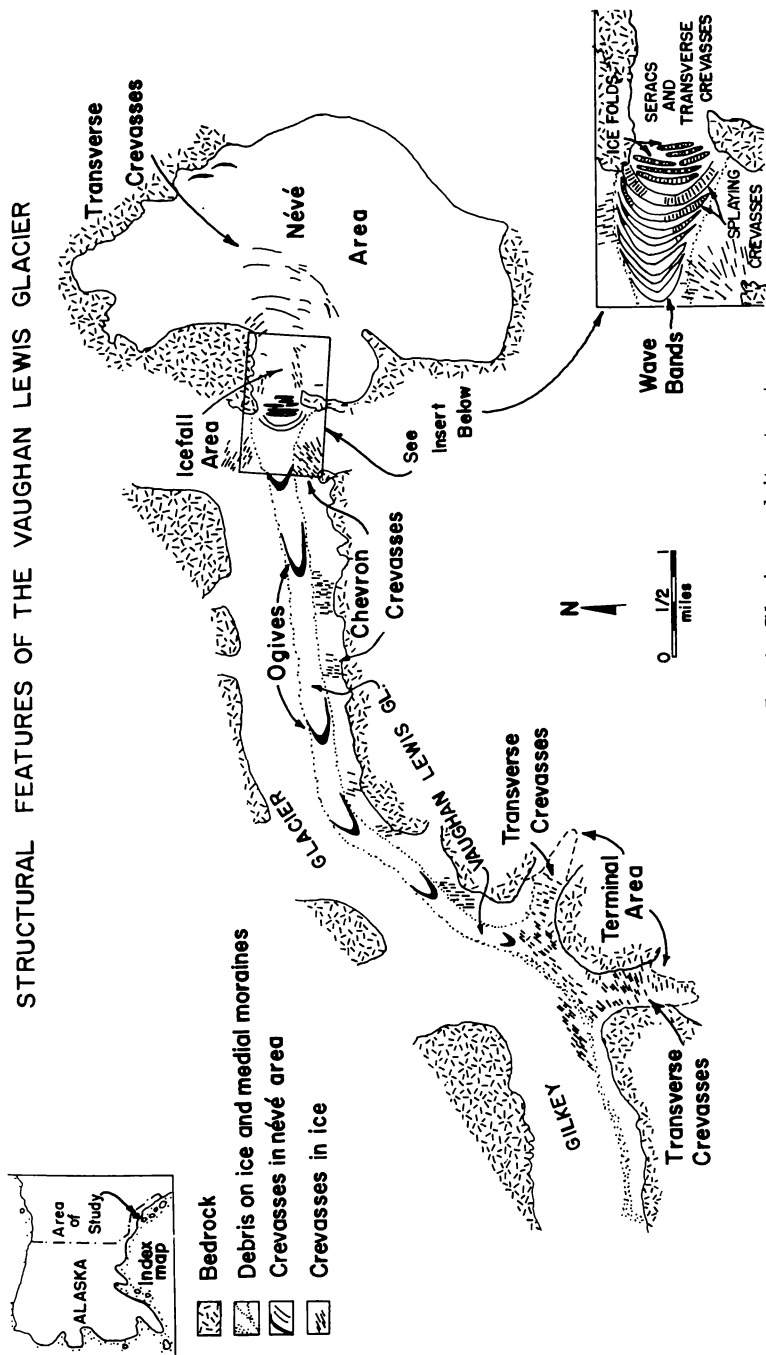 STRUCTURAL FEATURES OF THE VAUGHAN LEWIS GLACIER
ALASKA
Area of
Study
Index
map
Bedrock
Debris on ice and medial moraines
Crevasses in névé area
Crevasses in ice
Transverse
Crevasses
Névé
Area
Icefall
Area
See
Insert
Below
Ogives
Chevron
Crevasses
GLACIER
VAUGHAN LEWIS GL.
Transverse
Crevasses
Terminal
Area
GILKEY
Transverse
Crevasses
N
0 1/2 1
miles
ICE FOLDS
SERACS
AND
TRANSVERSE
CREVASSES
SPLAYING
CREVASSES
Wave
Bands